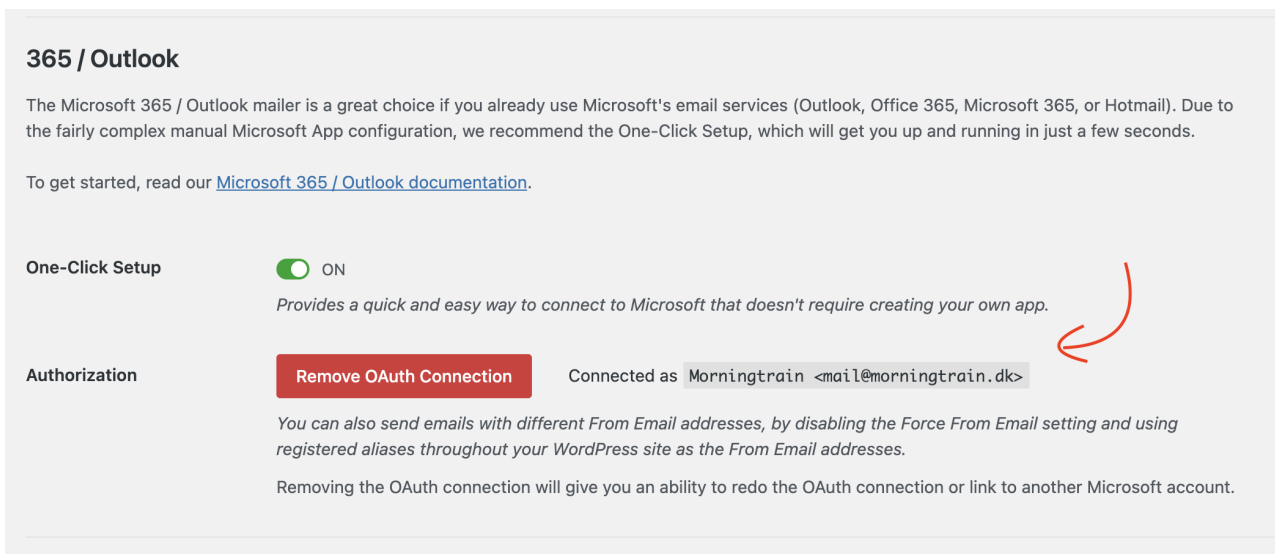 365 / Outlook
The Microsoft 365 / Outlook mailer is a great choice if you already use Microsoft's email services (Outlook, Office 365, Microsoft 365, or Hotmail). Due to
the fairly complex manual Microsoft App configuration, we recommend the One-Click Setup, which will get you up and running in just a few seconds.
To get started, read our Microsoft 365 / Outlook documentation.
One-Click Setup
ON
Provides a quick and easy way to connect to Microsoft that doesn't require creating your own app.
Authorization
Remove OAuth Connection
Connected as Morningtrain <mail@morningtrain.dk>
You can also send emails with different From Email addresses, by disabling the Force From Email setting and using
registered aliases throughout your WordPress site as the From Email addresses.
Removing the OAuth connection will give you an ability to redo the OAuth connection or link to another Microsoft account.